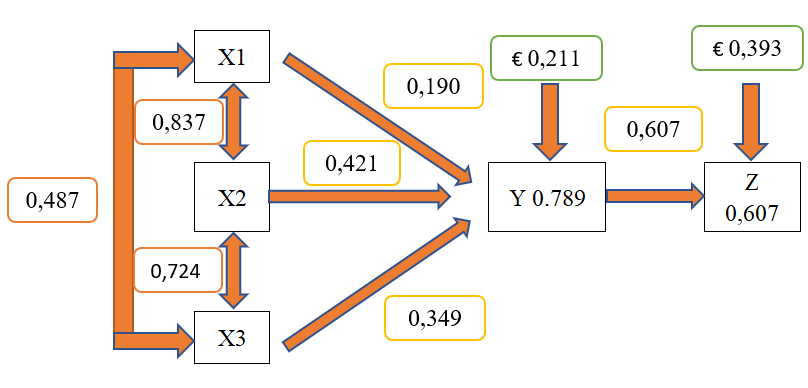 € 0,393
€ 0,211
X1
0,190
0,837
0,607
0,421
0,487
X2
Y 0.789
Z
0,607
0,724
0,349
X3